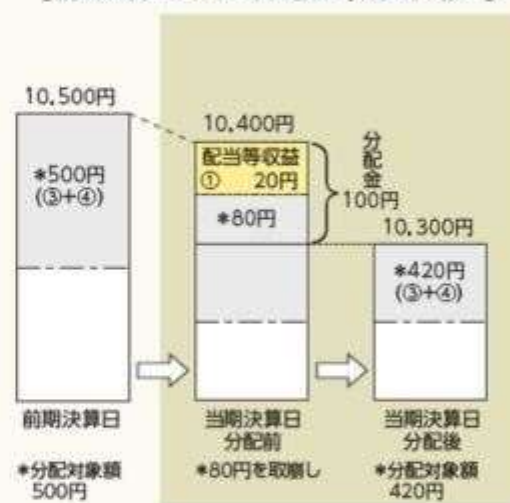 10,500円
*500円
(③+④)
前期決算日
*分配対象額
500円
10,400円
配当等収益
① 20円
*80円
分配金
100円
当期決算日
分配前
*80円を取崩し
10,300円
*420円
(③+④)
当期決算日
分配後
*分配対象額
420円